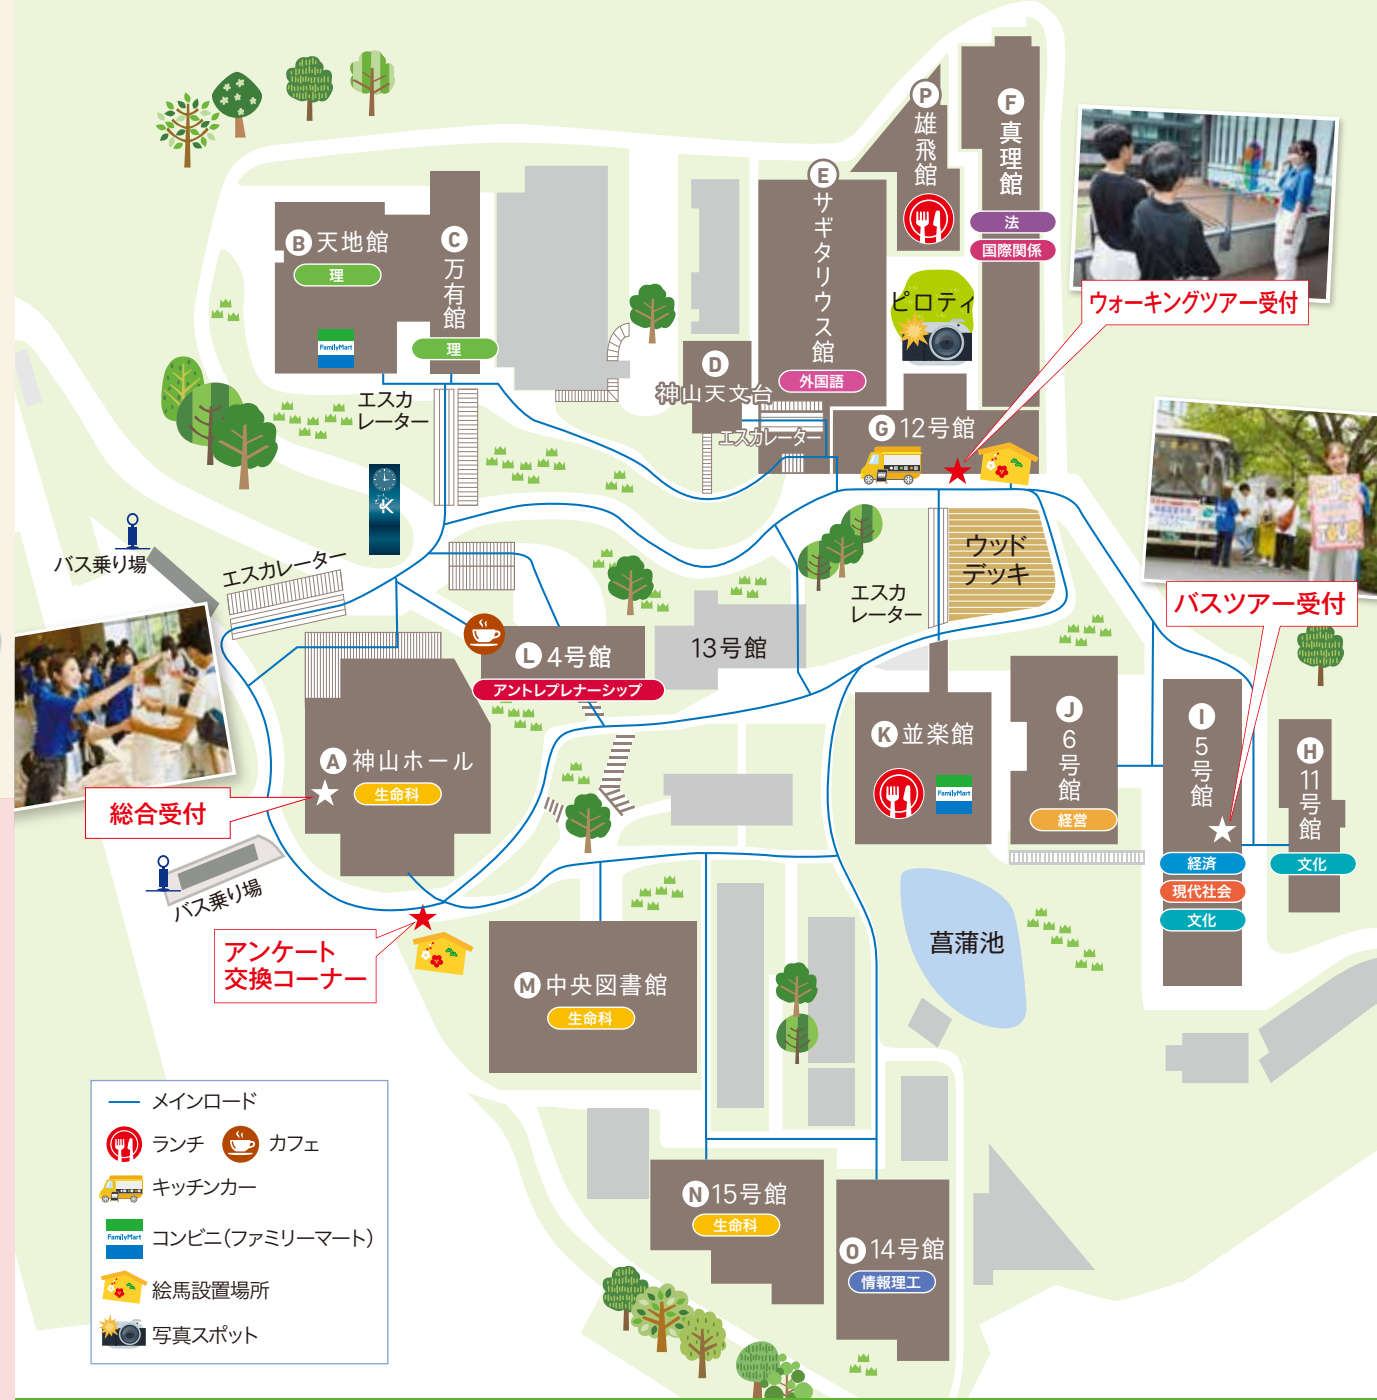 P
雄飛館
F
真理館
法
国際関係
E
サギタリウス館
外国語
B 天地館
理
FamilyMart
C
万有館
理
ピロティ
ウォーキングツアー受付
D
神山天文台
エスカレーター
エスカ
レーター
G 12号館
K
バス乗り場
エスカレーター
ウッド
デッキ
エスカ
レーター
バスツアー受付
13号館
L 4号館
アントレプレナーシップ
A 神山ホール
生命科
総合受付
K 並楽館
FamilyMart
J
6号館
経営
I
5号館
経済
現代社会
文化
H
11号館
文化
バス乗り場
アンケート
交換コーナー
M 中央図書館
生命科
菖蒲池
N 15号館
生命科
O 14号館
情報理工
メインロード
ランチ
カフェ
キッチンカー
FamilyMart
コンビニ(ファミリーマート)
絵馬設置場所
写真スポット